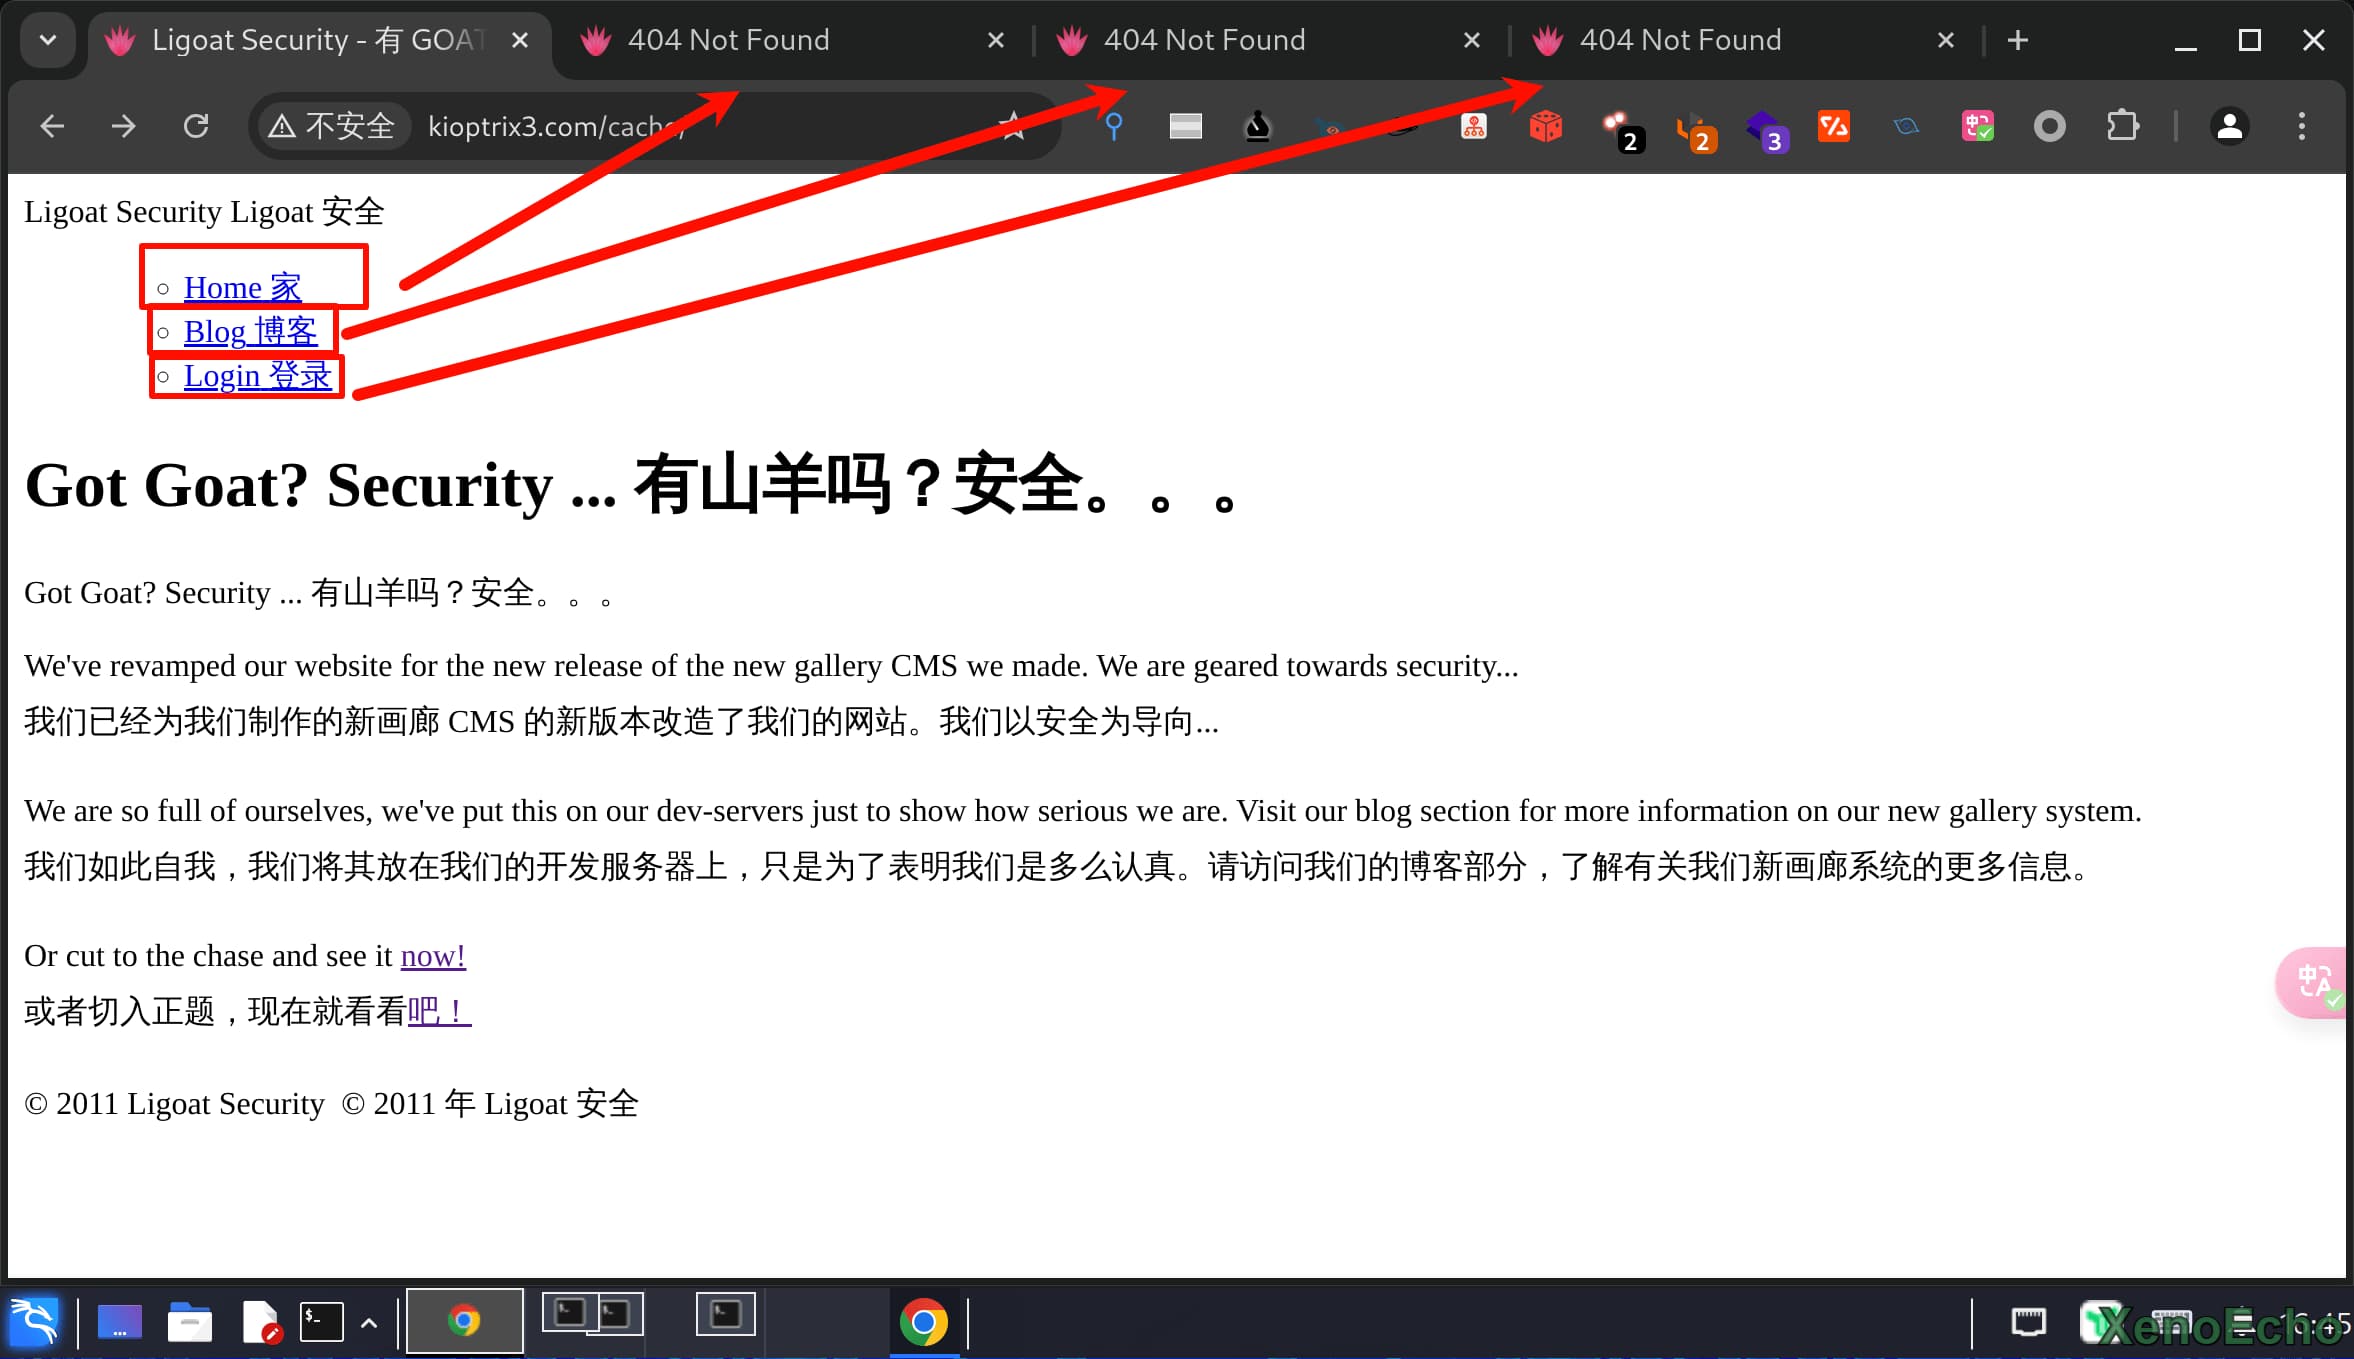 Ligoat Security - 有 GOAT
404 Not Found
404 Not Found
404 Not Found
不安全 kioptrix3.com/cache/
2
2
3
Ligoat Security Ligoat 安全
Home 家
Blog 博客
Login 登录
Got Goat? Security ... 有山羊吗？安全。。。
Got Goat? Security ... 有山羊吗？安全。。。
We've revamped our website for the new release of the new gallery CMS we made. We are geared towards security...
我们已经为我们制作的新画廊 CMS 的新版本改造了我们的网站。我们以安全为导向...
We are so full of ourselves, we've put this on our dev-servers just to show how serious we are. Visit our blog section for more information on our new gallery system.
我们如此自我，我们将其放在我们的开发服务器上，只是为了表明我们是多么认真。请访问我们的博客部分，了解有关我们新画廊系统的更多信息。
Or cut to the chase and see it now!
或者切入正题，现在就看看吧！
© 2011 Ligoat Security © 2011 年 Ligoat 安全
XenoEcho
16:45